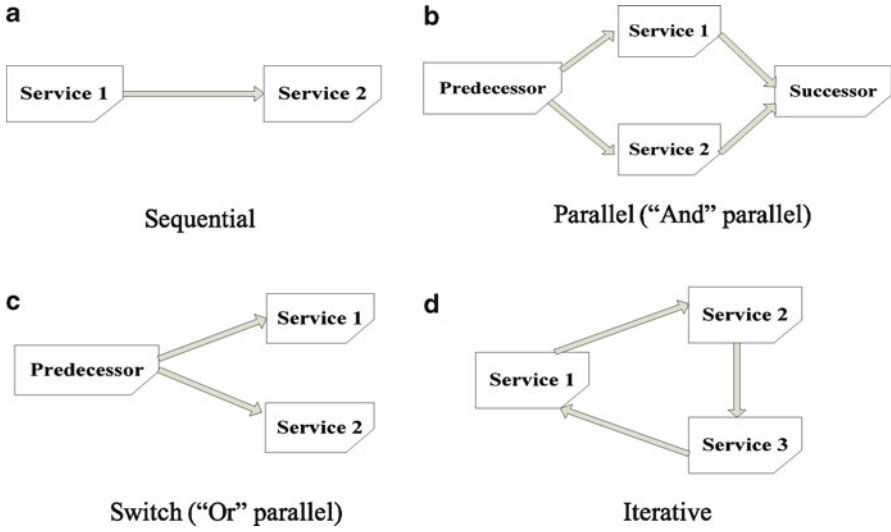 a
Service 1
Service 2
Sequential
b
Predecessor
Service 1
Service 2
Successor
Parallel (“And” parallel)
c
Predecessor
Service 1
Service 2
Switch (“Or” parallel)
d
Service 1
Service 2
Service 3
Iterative